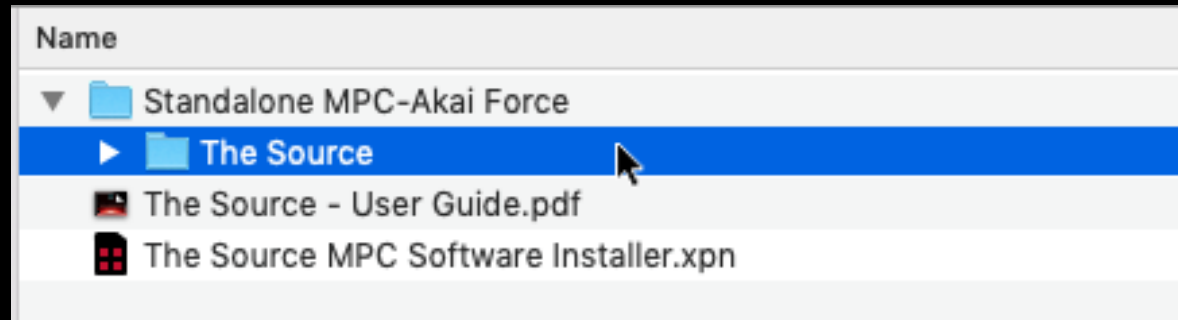 Name
Standalone MPC-Akai Force
The Source
The Source - User Guide.pdf
The Source MPC Software Installer.xpn